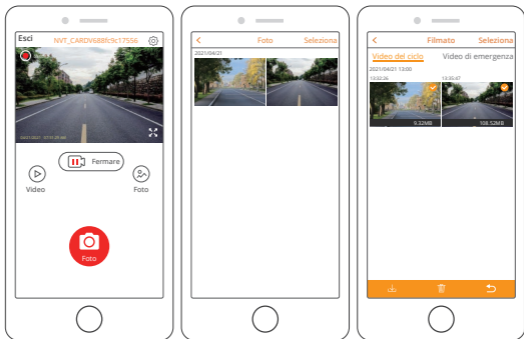 Esci NVT_CARDV688fc9c17556
Fermare
Video
Foto
Foto
Foto Seleziona
2021/04/21
Filmato Seleziona
Video del ciclo Video di emergenza
2021/04/21 13:00
9.32MB 106.52MB